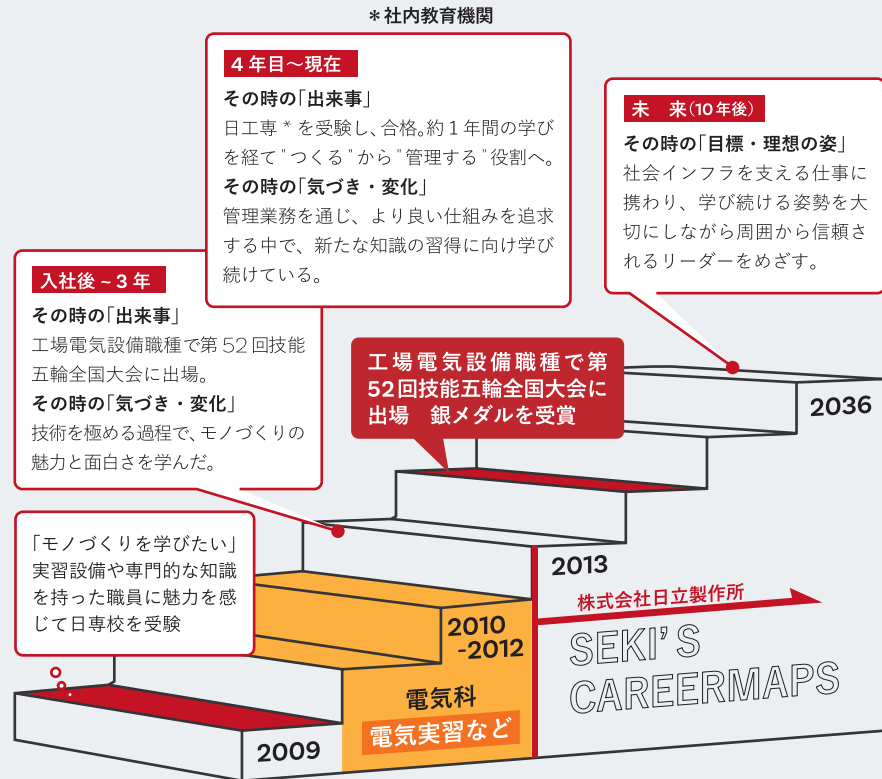 ＊社内教育機関
4年目～現在
その時の「出来事」
日工専＊を受験し、合格。約1年間の学び
を経て"つくる"から"管理する"役割へ。
その時の「気づき・変化」
管理業務を通じ、より良い仕組みを追求
する中で、新たな知識の習得に向け学び
続けている。
未　来(10年後)
その時の「目標・理想の姿」
社会インフラを支える仕事に
携わり、学び続ける姿勢を大
切にしながら周囲から信頼さ
れるリーダーをめざす。
入社後~3年
その時の「出来事」
工場電気設備職種で第52回技能
五輪全国大会に出場。
その時の「気づき・変化」
技術を極める過程で、モノづくりの
魅力と面白さを学んだ。
工場電気設備職種で第
52回技能五輪全国大会に
出場　銀メダルを受賞
2036
「モノづくりを学びたい」
実習設備や専門的な知識
を持った職員に魅力を感
じて日専校を受験
2013
株式会社日立製作所
SEKI'S
CAREERMAPS
2010
-2012
電気科
電気実習など
2009